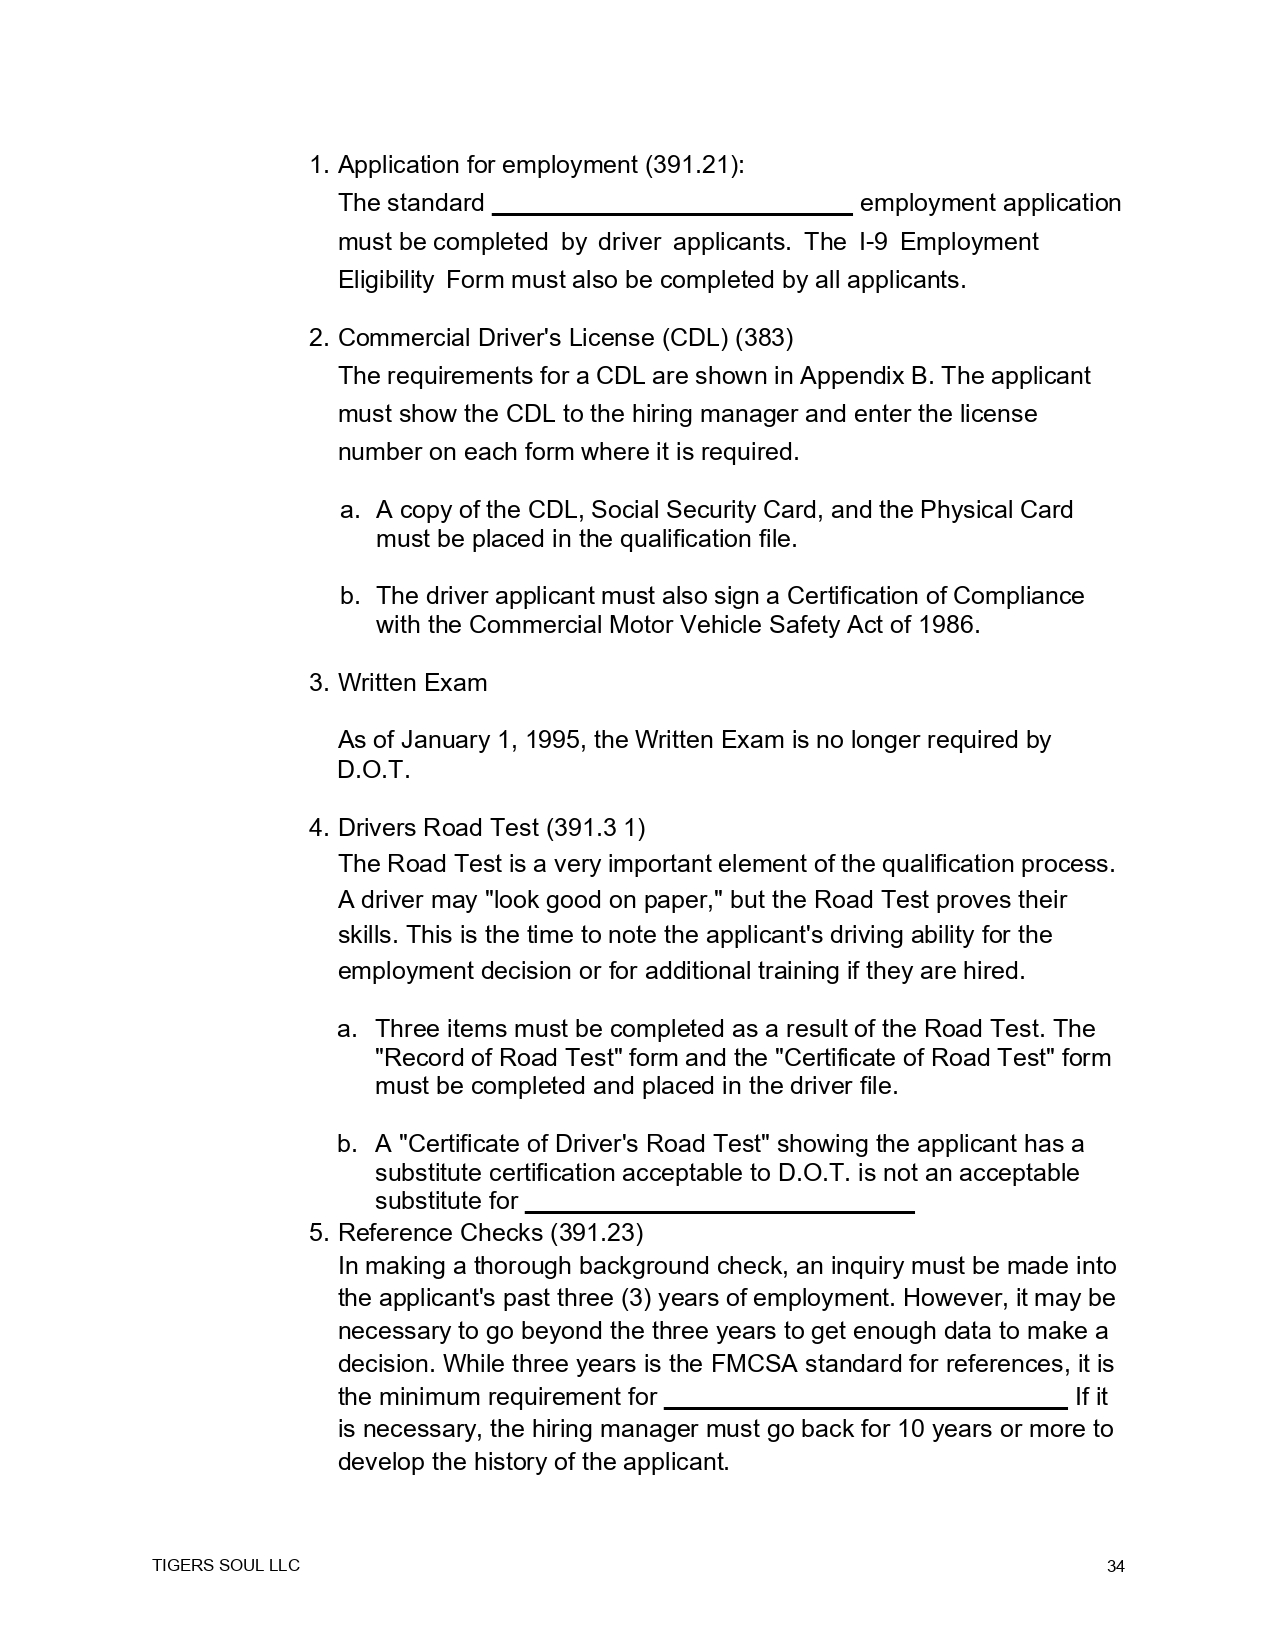 1. Application for employment (391.21):
The standard ____________________________ employment application
must be completed by driver applicants. The I-9 Employment
Eligibility Form must also be completed by all applicants.
2. Commercial Driver's License (CDL) (383)
The requirements for a CDL are shown in Appendix B. The applicant
must show the CDL to the hiring manager and enter the license
number on each form where it is required.
a. A copy of the CDL, Social Security Card, and the Physical Card
must be placed in the qualification file.
b. The driver applicant must also sign a Certification of Compliance
with the Commercial Motor Vehicle Safety Act of 1986.
3. Written Exam
As of January 1, 1995, the Written Exam is no longer required by
D.O.T.
4. Drivers Road Test (391.3 1)
The Road Test is a very important element of the qualification process.
A driver may "look good on paper," but the Road Test proves their
skills. This is the time to note the applicant's driving ability for the
employment decision or for additional training if they are hired.
a. Three items must be completed as a result of the Road Test. The
"Record of Road Test" form and the "Certificate of Road Test" form
must be completed and placed in the driver file.
b. A "Certificate of Driver's Road Test" showing the applicant has a
substitute certification acceptable to D.O.T. is not an acceptable
substitute for ______________________________
5. Reference Checks (391.23)
In making a thorough background check, an inquiry must be made into
the applicant's past three (3) years of employment. However, it may be
necessary to go beyond the three years to get enough data to make a
decision. While three years is the FMCSA standard for references, it is
the minimum requirement for _______________________________ If it
is necessary, the hiring manager must go back for 10 years or more to
develop the history of the applicant.
TIGERS SOUL LLC 34